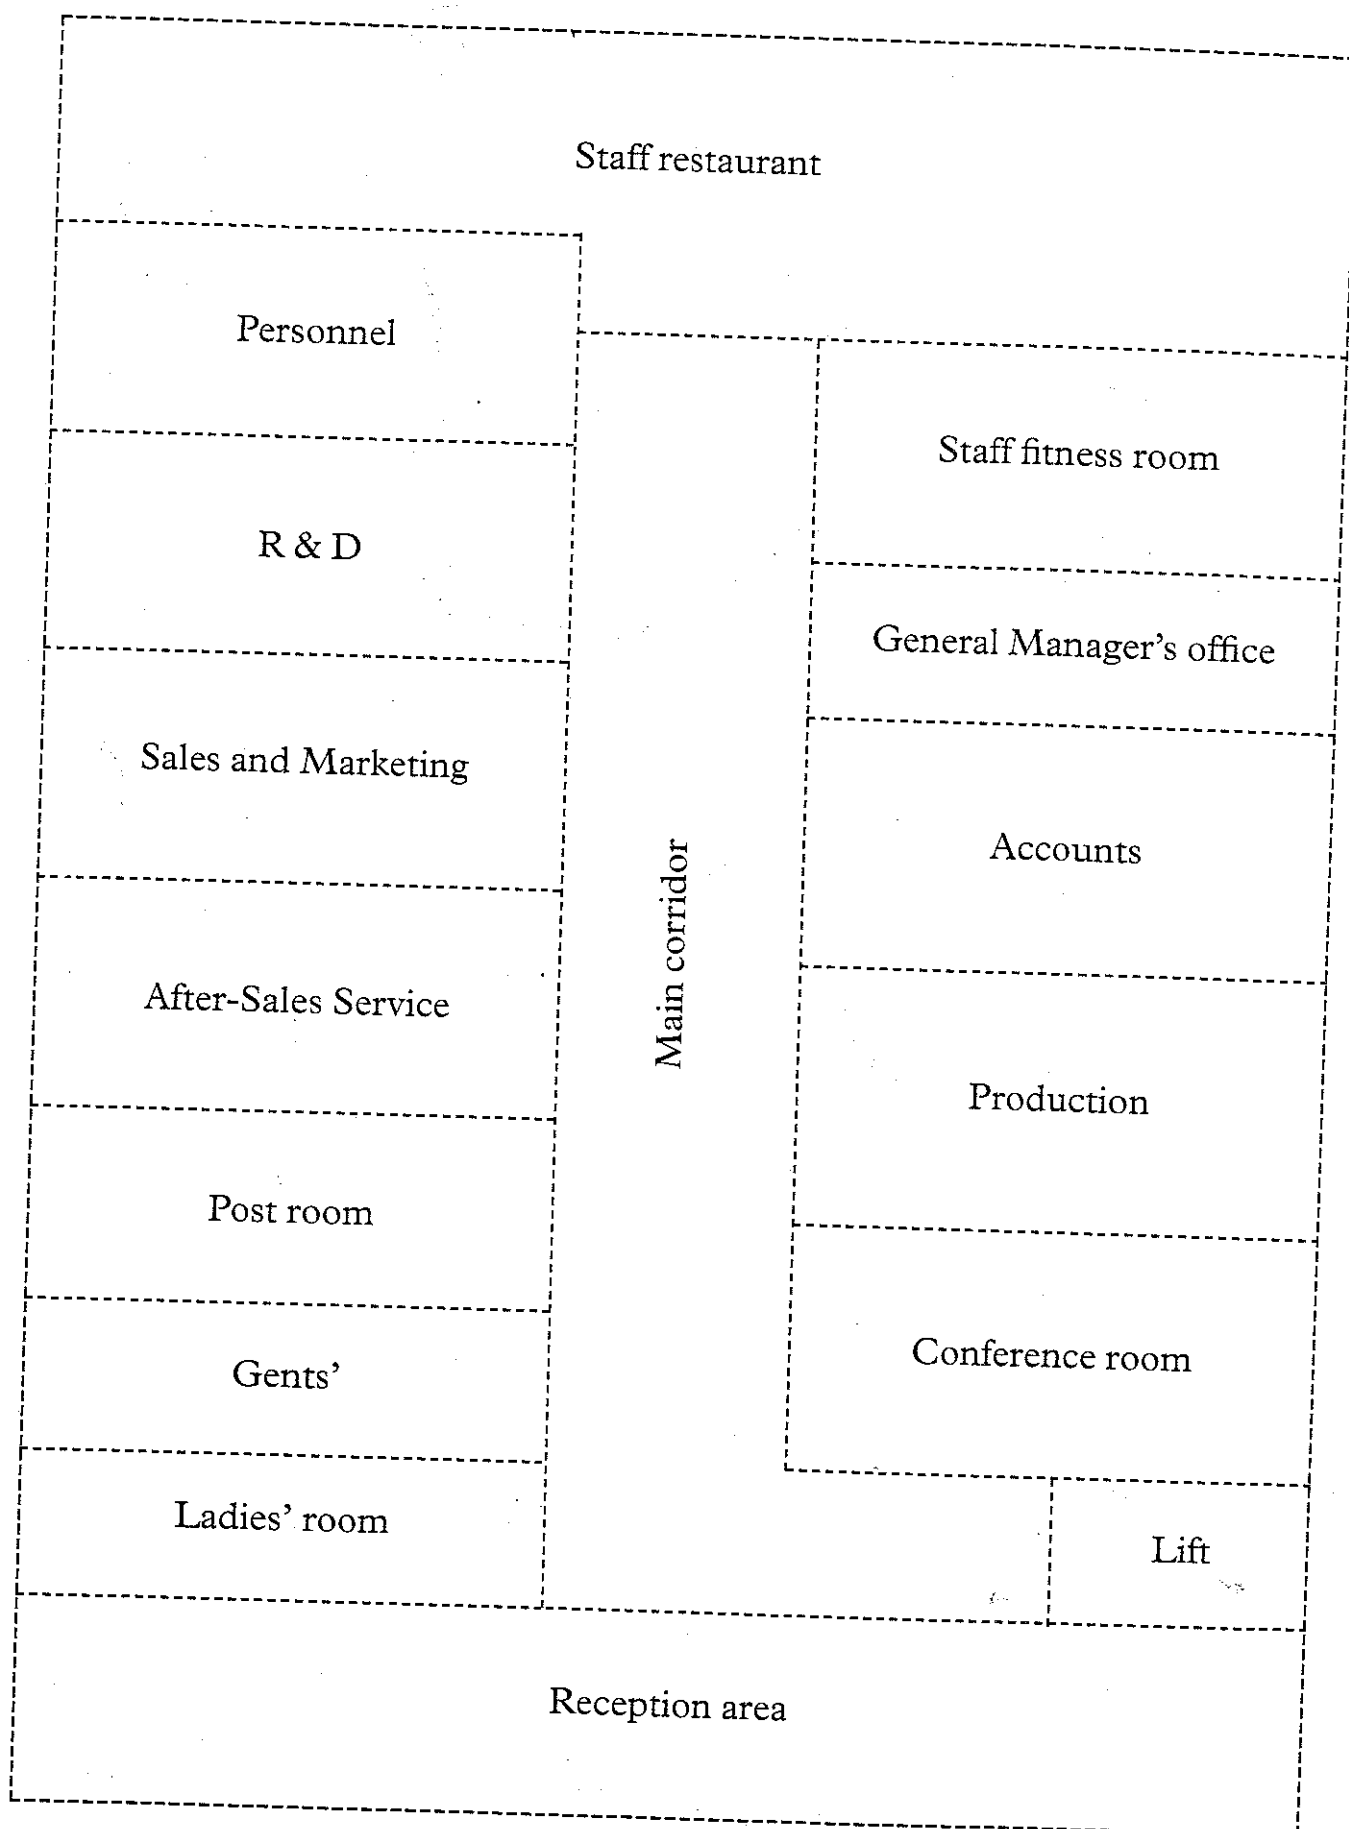 Staff restaurant
Personnel
Staff fitness room
R & D
General Manager’s office
Sales and Marketing
Accounts
Main corridor
After-Sales Service
Production
Post room
Conference room
Gents’
Ladies’ room
Lift
Reception area